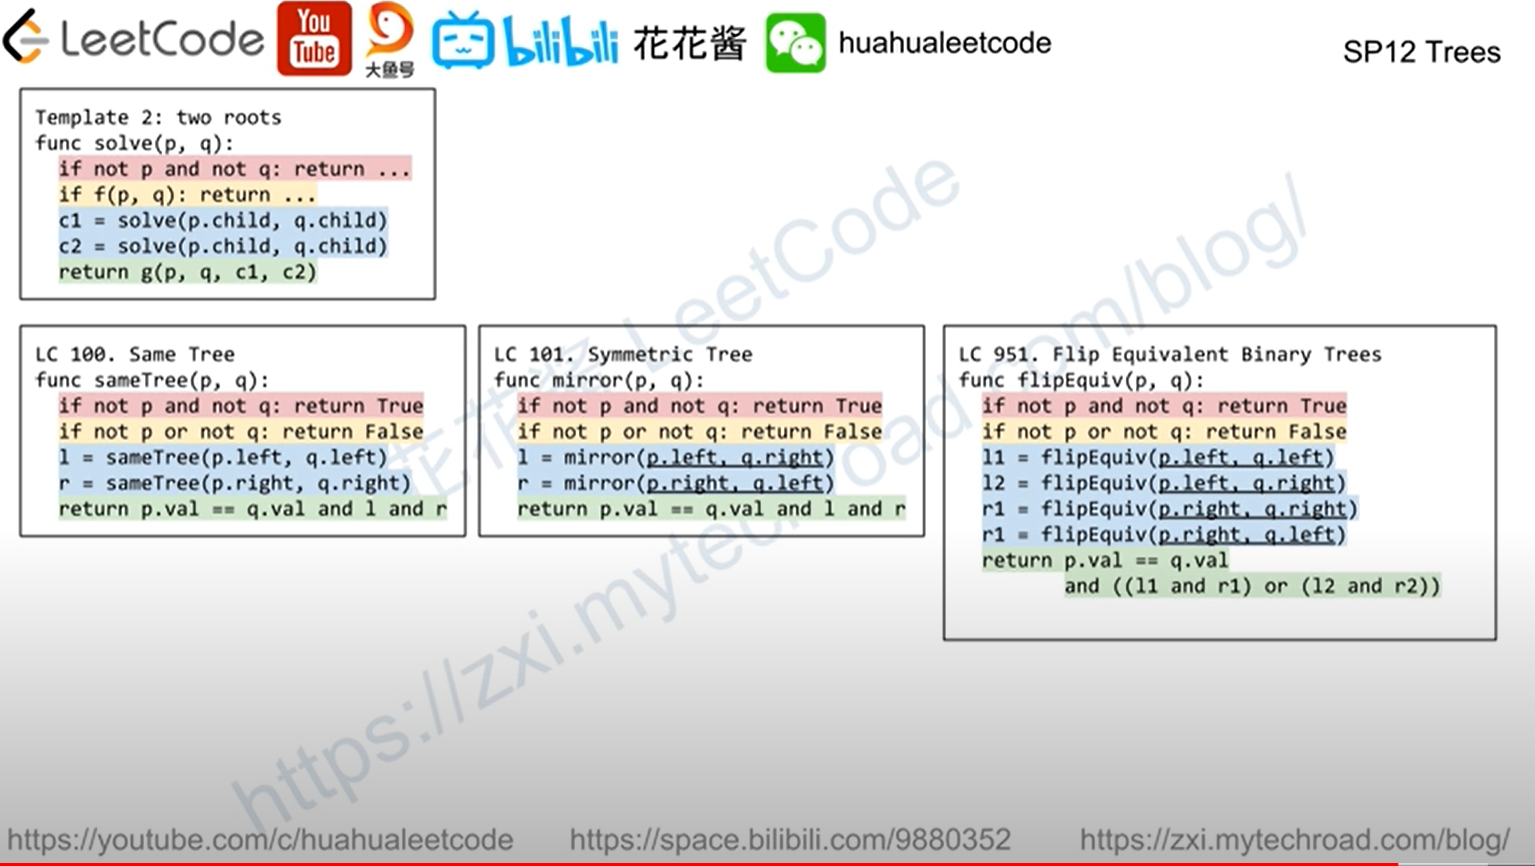 LeetCode
You
Tube
大鱼号
bilibili
花花酱
huahualeetcode
SP12 Trees
Template 2: two roots
func solve(p, q):
if not p and not q: return ...
if f(p, q): return ...
c1 = solve(p.child, q.child)
c2 = solve(p.child, q.child)
return g(p, q, c1, c2)
LC 100. Same Tree
func sameTree(p, q):
if not p and not q: return True
if not p or not q: return False
l = sameTree(p.left, q.left)
r = sameTree(p.right, q.right)
return p.val == q.val and l and r
LC 101. Symmetric Tree
func mirror(p, q):
if not p and not q: return True
if not p or not q: return False
l = mirror(p.left, q.right)
r = mirror(p.right, q.left)
return p.val == q.val and l and r
LC 951. Flip Equivalent Binary Trees
func flipEquiv(p, q):
if not p and not q: return True
if not p or not q: return False
l1 = flipEquiv(p.left, q.left)
l2 = flipEquiv(p.left, q.right)
r1 = flipEquiv(p.right, q.right)
r1 = flipEquiv(p.right, q.left)
return p.val == q.val
and ((l1 and r1) or (l2 and r2))
花花酱 LeetCode
https://zxi.mytechroad.com/blog/
https://youtube.com/c/huahualeetcode
https://space.bilibili.com/9880352
https://zxi.mytechroad.com/blog/